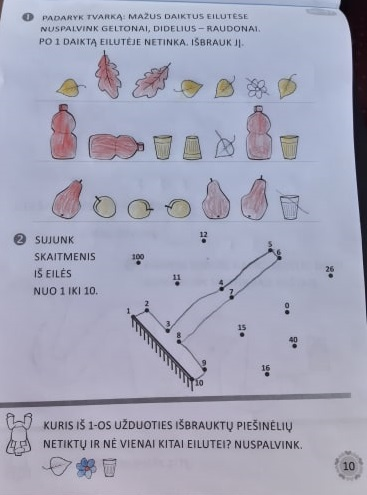 1 PADARYK TVARKĄ: MAŽUS DAIKTUS EILUTĖSE
NUSPALVINK GELTONAI, DIDELIUS – RAUDONAI.
PO 1 DAIKTĄ EILUTĖJE NETINKA. IŠBRAUK JĮ.
2 SUJUNK
SKAITMENIS
IŠ EILĖS
NUO 1 IKI 10.
12
5
6
100
26
11
4
7
2
1
0
3
15
8
40
9
16
10
KURIS IŠ 1-OS UŽDUOTIES IŠBRAUKTŲ PIEŠINĖLIŲ
NETIKTŲ IR NĖ VIENAI KITAI EILUTEI? NUSPALVINK.
10